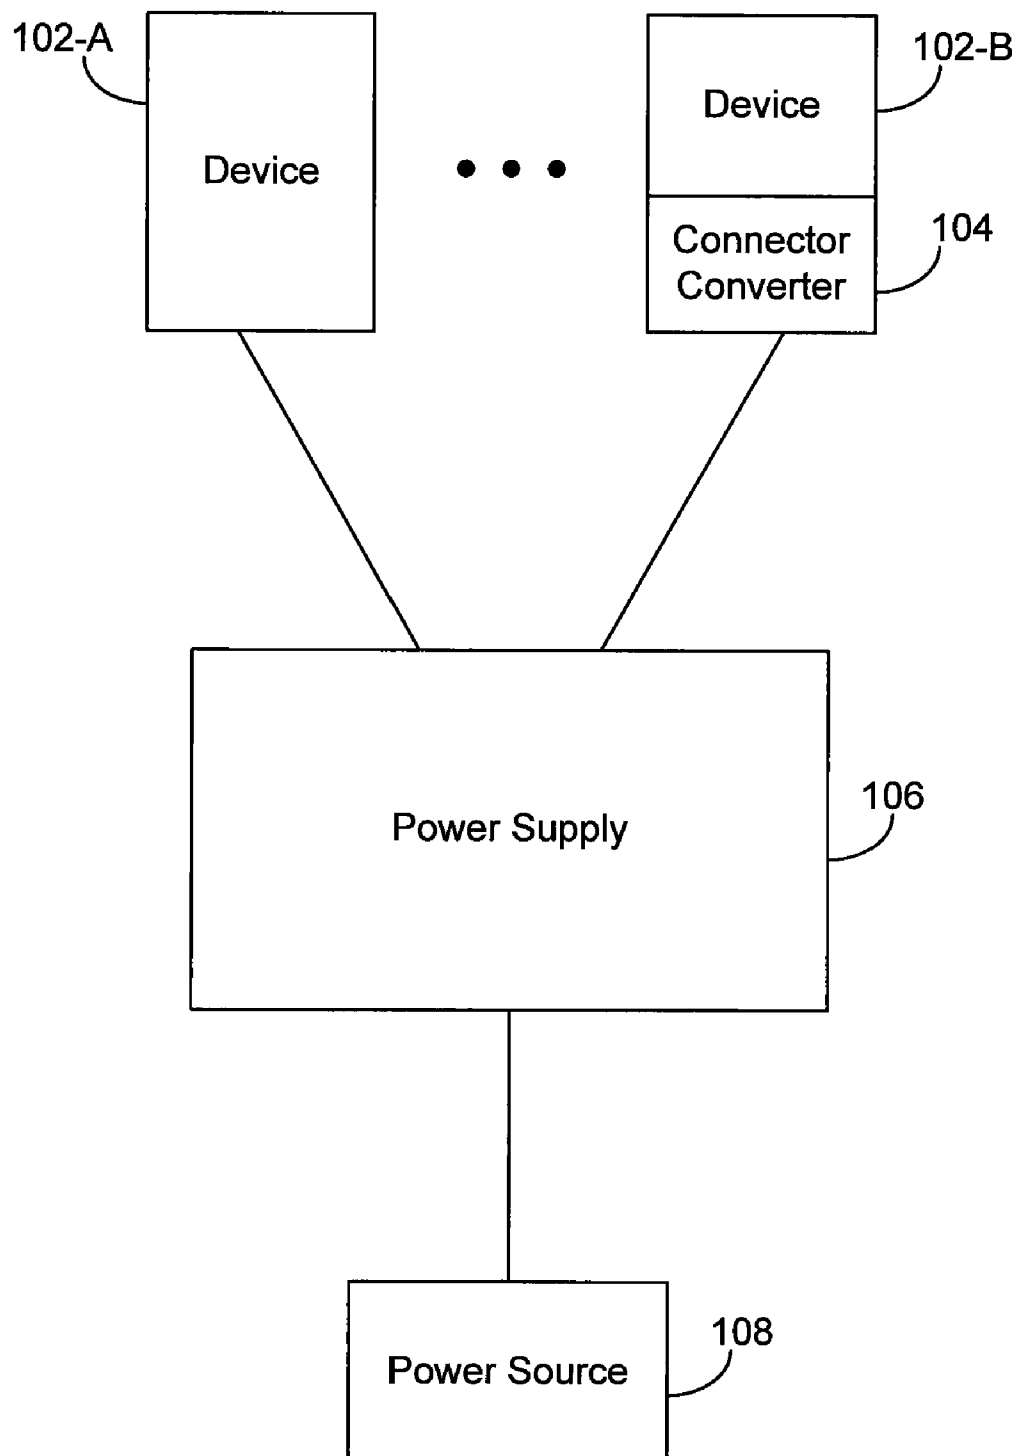 102-A
102-B
Device
Device
Connector
Converter
104
Power Supply
106
Power Source
108